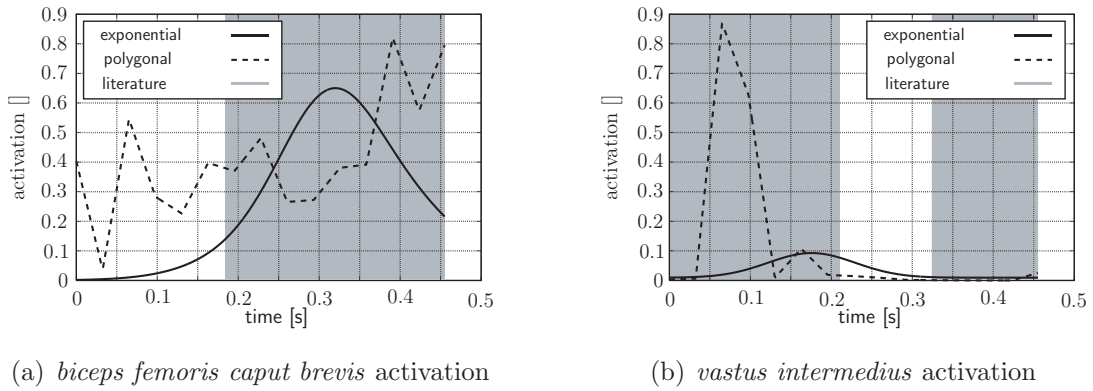 0.9
0.8
0.7
0.6
0.5
0.4
0.3
0.2
0.1
0
activation []
exponential
polygonal
literature
0 0.1 0.2 0.3 0.4 0.5
time [s]
(a) biceps femoris caput brevis activation
0.9
0.8
0.7
0.6
0.5
0.4
0.3
0.2
0.1
0
activation []
exponential
polygonal
literature
0 0.1 0.2 0.3 0.4 0.5
time [s]
(b) vastus intermedius activation